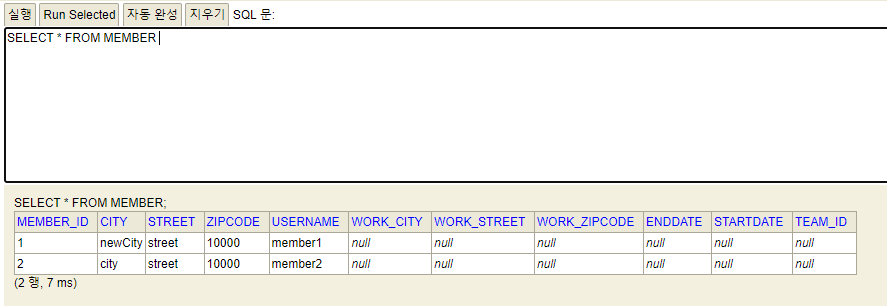 실행 Run Selected 자동 완성 지우기 SQL 문:
SELECT * FROM MEMBER
SELECT * FROM MEMBER;
MEMBER_ID CITY STREET ZIPCODE USERNAME WORK_CITY WORK_STREET WORK_ZIPCODE ENDDATE STARTDATE TEAM_ID
1 newCity street 10000 member1 null null null null null null
2 city street 10000 member2 null null null null null null
(2 행, 7 ms)